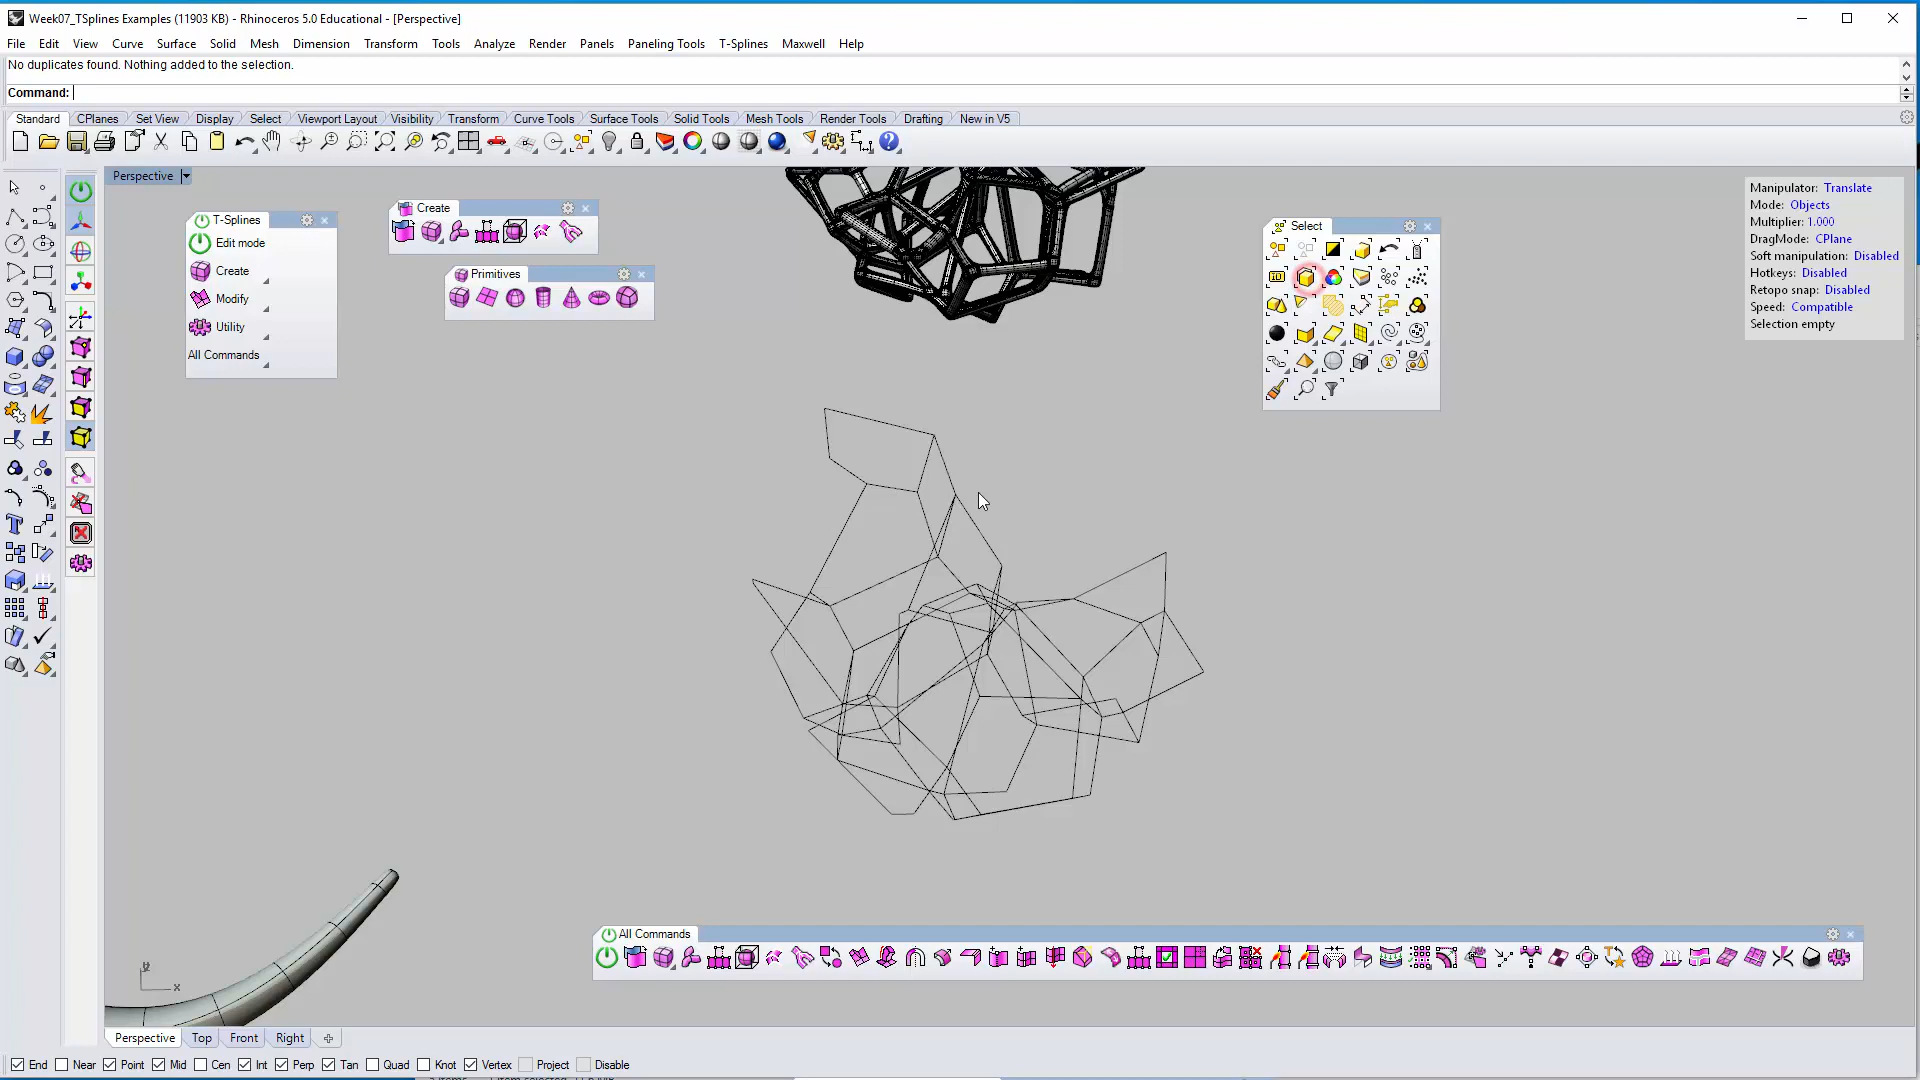 Week07_TSplines Examples (11903 KB) - Rhinoceros 5.0 Educational - [Perspective]
File Edit View Curve Surface Solid Mesh Dimension Transform Tools Analyze Render Panels Paneling Tools T-Splines Maxwell Help
No duplicates found. Nothing added to the selection.
Command:
Standard CPlanes Set View Display Select Viewport Layout Visibility Transform Curve Tools Surface Tools Solid Tools Mesh Tools Render Tools Drafting New in V5
Perspective
T-Splines
Edit mode
Create
Modify
Utility
All Commands
Create
Primitives
Select
Manipulator: Translate
Mode: Objects
Multiplier: 1.000
DragMode: CPlane
Soft manipulation: Disabled
Hotkeys: Disabled
Retopo snap: Disabled
Speed: Compatible
Selection empty
All Commands
y
x
Perspective Top Front Right
End Near Point Mid Cen Int Perp Tan Quad Knot Vertex Project Disable